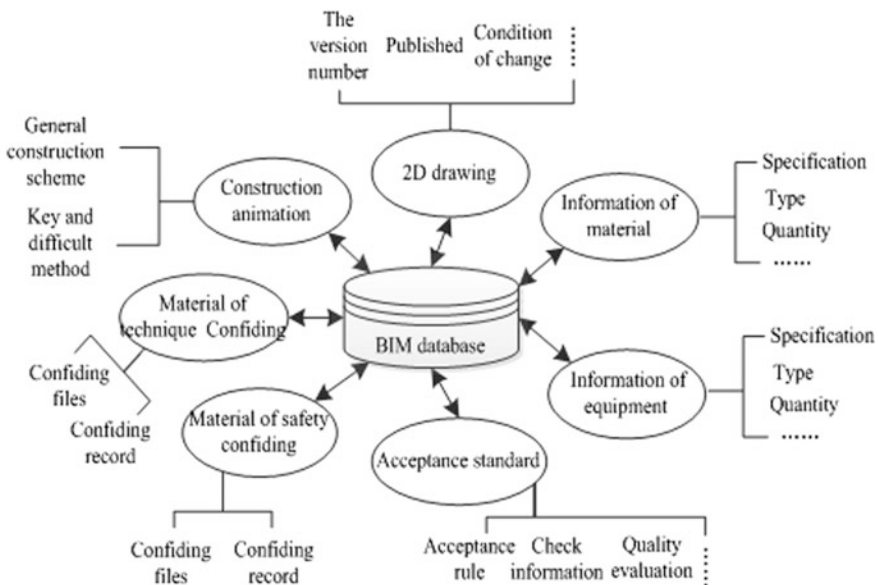 The
version
number
Published
Condition
of change
General
construction
scheme
Key and
difficult
method
Construction
animation
2D drawing
Information of
material
Specification
Type
Quantity
......
Material of
technique Confiding
Confiding
files
Confiding
record
BIM database
Information of
equipment
Specification
Type
Quantity
......
Material of safety
confiding
Confiding
files
Confiding
record
Acceptance standard
Acceptance
rule
Check
information
Quality
evaluation